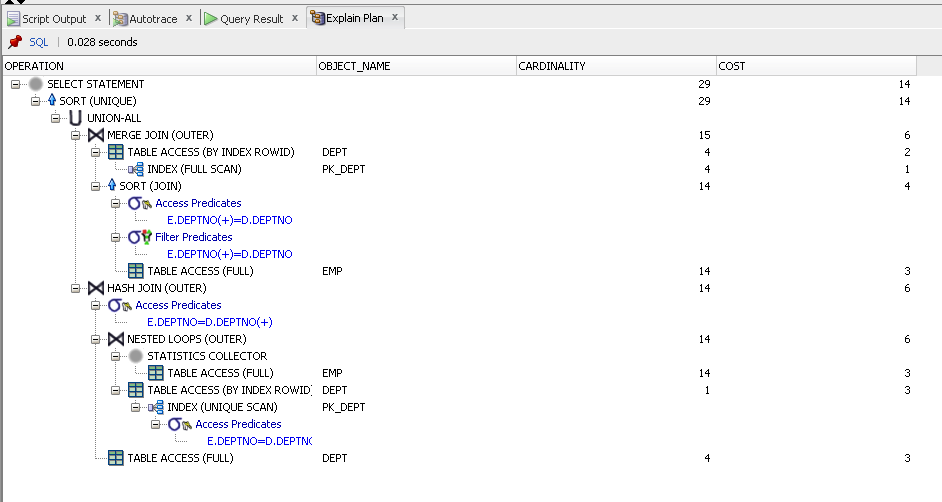 Script Output x Autotrace x Query Result x Explain Plan x
SQL | 0.028 seconds
OPERATION OBJECT_NAME CARDINALITY COST
SELECT STATEMENT 29 14
SORT (UNIQUE) 29 14
UNION-ALL
MERGE JOIN (OUTER) 15 6
TABLE ACCESS (BY INDEX ROWID) DEPT 4 2
INDEX (FULL SCAN) PK_DEPT 4 1
SORT (JOIN) 14 4
Access Predicates
E.DEPTNO(+)=D.DEPTNO
Filter Predicates
E.DEPTNO(+)=D.DEPTNO
TABLE ACCESS (FULL) EMP 14 3
HASH JOIN (OUTER) 14 6
Access Predicates
E.DEPTNO=D.DEPTNO(+)
NESTED LOOPS (OUTER) 14 6
STATISTICS COLLECTOR
TABLE ACCESS (FULL) EMP 14 3
TABLE ACCESS (BY INDEX ROWID) DEPT 1 3
INDEX (UNIQUE SCAN) PK_DEPT
Access Predicates
E.DEPTNO=D.DEPTNO(
TABLE ACCESS (FULL) DEPT 4 3